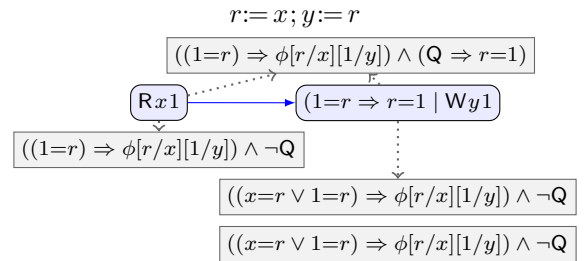 r:= x; y:= r
((1=r) ⇒ ϕ[r/x][1/y]) ∧ (Q ⇒ r=1)
Rx1
(1=r ⇒ r=1 | Wy1
((1=r) ⇒ ϕ[r/x][1/y]) ∧ ¬Q
((x=r ∨ 1=r) ⇒ ϕ[r/x][1/y]) ∧ ¬Q
((x=r ∨ 1=r) ⇒ ϕ[r/x][1/y]) ∧ ¬Q